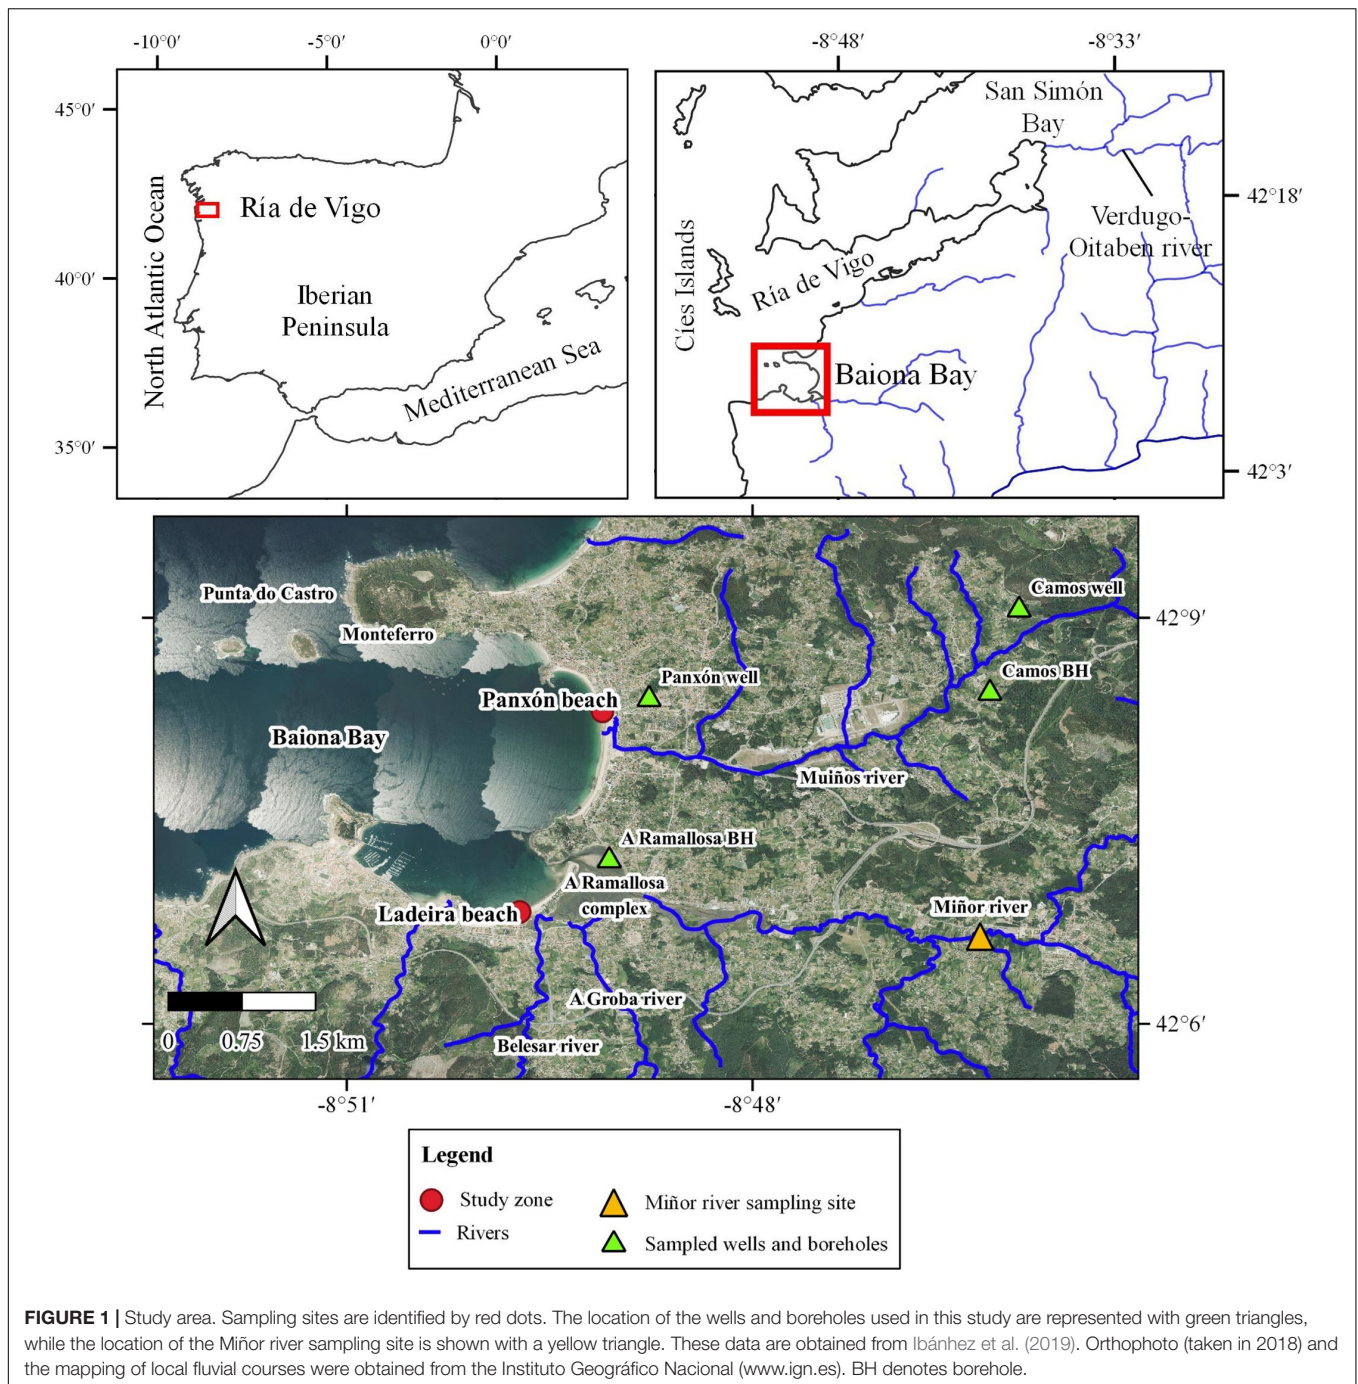 -10°0′ -5°0′ 0°0′
45°0′
40°0′
35°0′
North Atlantic Ocean
Ría de Vigo
Iberian
Peninsula
Mediterranean Sea
-8°48′ -8°33′
San Simón
Bay
42°18′
Verdugo-
Oitaben river
Cíes Islands
Ría de Vigo
Baiona Bay
42°3′
Punta do Castro
Camos well
42°9′
Monteferro
Panxón well
Camos BH
Panxón beach
Baiona Bay
Muiños river
A Ramallosa BH
A Ramallosa
complex
Miñor river
Ladeira beach
A Groba river
42°6′
0 0.75 1.5 km
Belesar river
-8°51′ -8°48′
Legend
Study zone
Miñor river sampling site
Rivers
Sampled wells and boreholes
FIGURE 1 | Study area. Sampling sites are identified by red dots. The location of the wells and boreholes used in this study are represented with green triangles,
while the location of the Miñor river sampling site is shown with a yellow triangle. These data are obtained from Ibánhez et al. (2019). Orthophoto (taken in 2018) and
the mapping of local fluvial courses were obtained from the Instituto Geográfico Nacional (www.ign.es). BH denotes borehole.